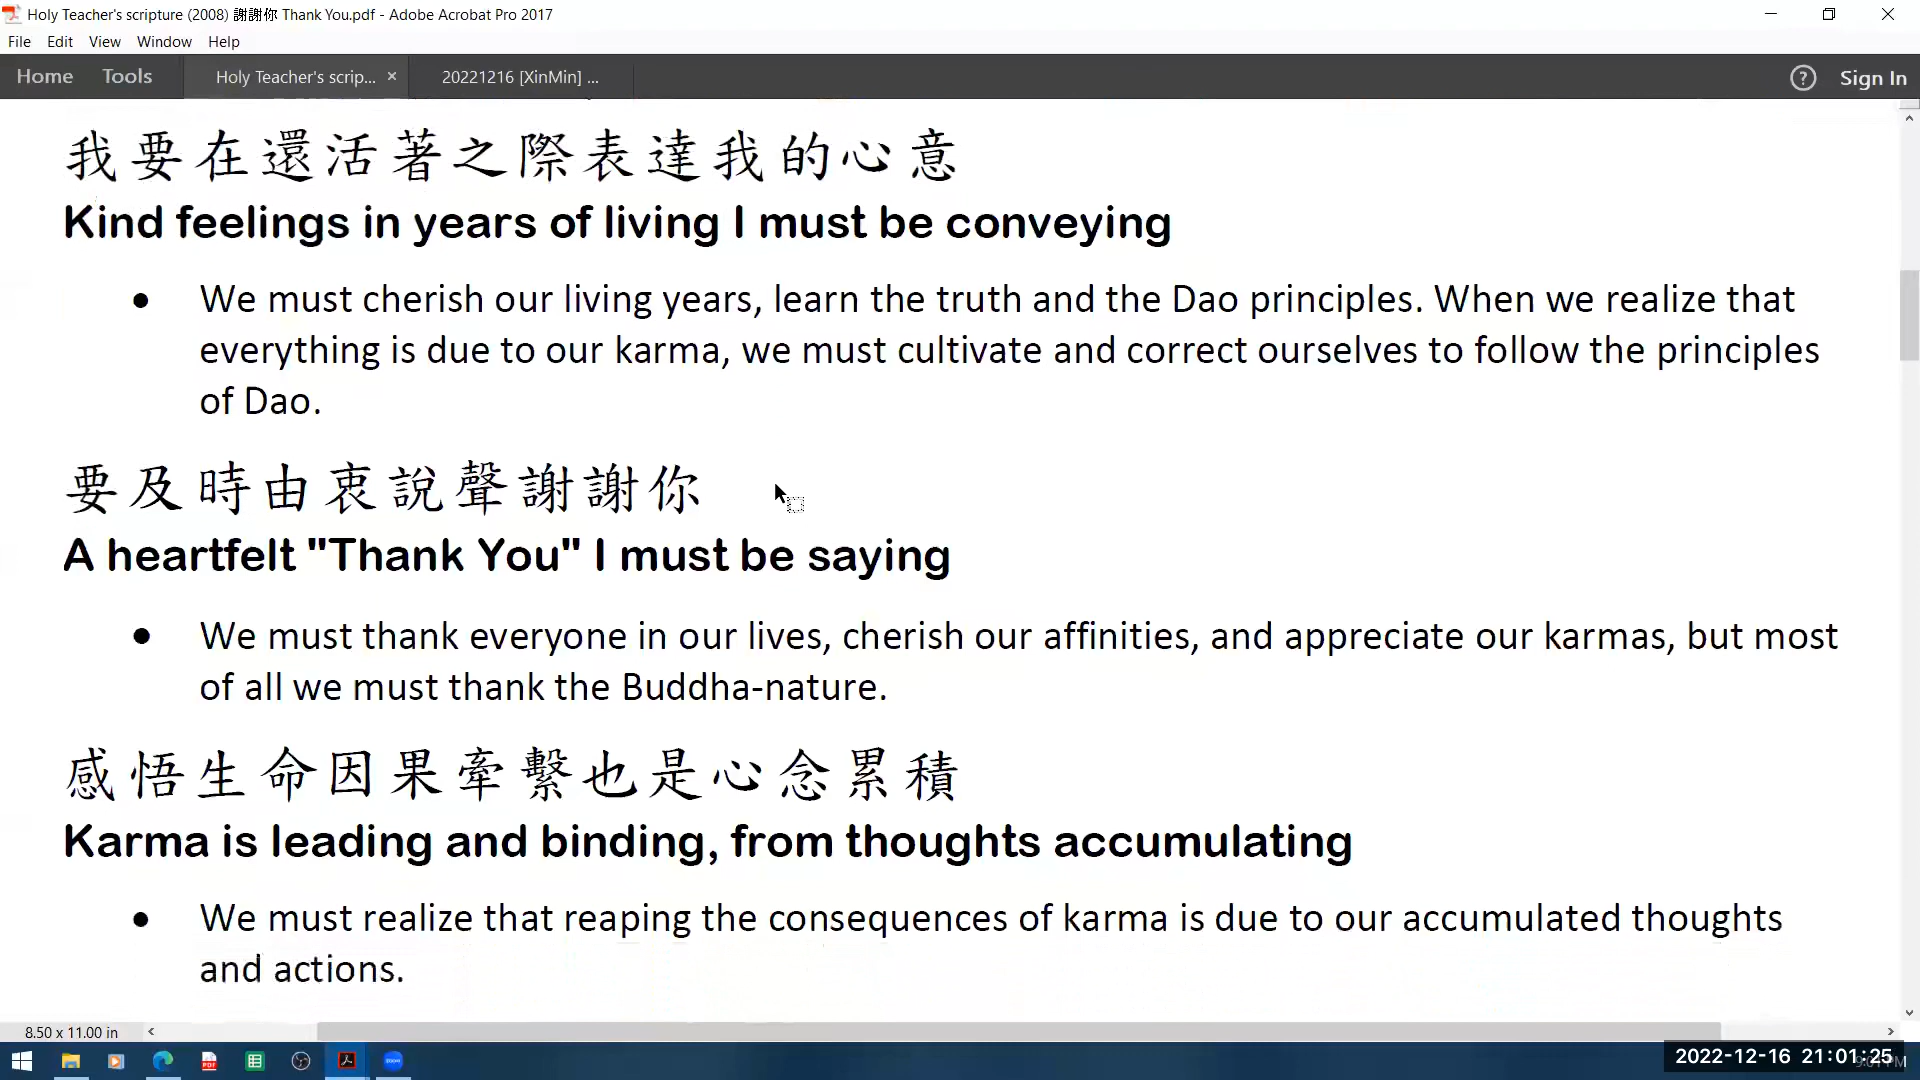 Holy Teacher's scripture (2008) 謝謝你 Thank You.pdf - Adobe Acrobat Pro 2017
File Edit View Window Help
Home Tools Holy Teacher's scrip... × 20221216 [XinMin] ... ? Sign In
我要在還活著之際表達我的心意
Kind feelings in years of living I must be conveying
• We must cherish our living years, learn the truth and the Dao principles. When we realize that
everything is due to our karma, we must cultivate and correct ourselves to follow the principles
of Dao.
要及時由衷說聲謝謝你
A heartfelt "Thank You" I must be saying
• We must thank everyone in our lives, cherish our affinities, and appreciate our karmas, but most
of all we must thank the Buddha-nature.
感悟生命因果牽繫也是心念累積
Karma is leading and binding, from thoughts accumulating
• We must realize that reaping the consequences of karma is due to our accumulated thoughts
and actions.
8.50 x 11.00 in
2022-12-16 21:01:25